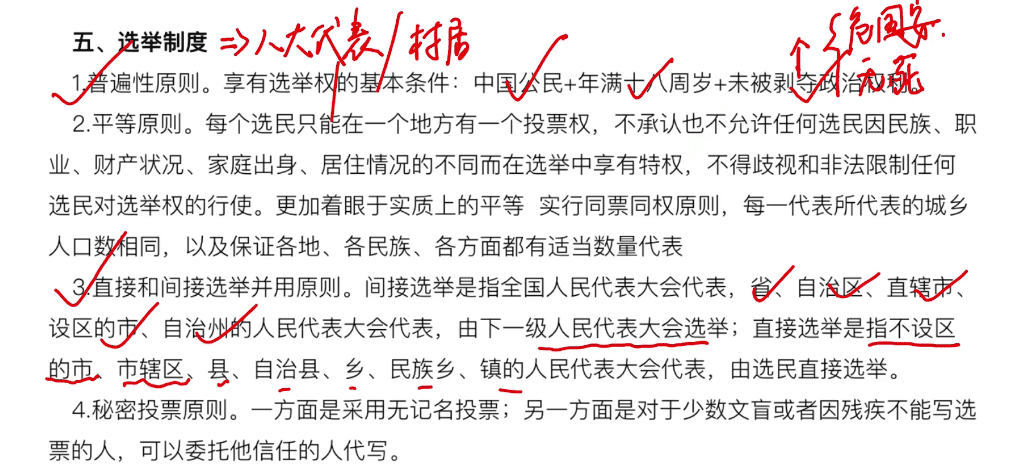 五、选举制度 => 人大代表/村居
危国安.
无死
1.普遍性原则。享有选举权的基本条件：中国公民+年满十八周岁+未被剥夺政治权利。
2.平等原则。每个选民只能在一个地方有一个投票权，不承认也不允许任何选民因民族、职
业、财产状况、家庭出身、居住情况的不同而在选举中享有特权，不得歧视和非法限制任何
选民对选举权的行使。更加着眼于实质上的平等 实行同票同权原则，每一代表所代表的城乡
人口数相同，以及保证各地、各民族、各方面都有适当数量代表
3.直接和间接选举并用原则。间接选举是指全国人民代表大会代表，省、自治区、直辖市、
设区的市、自治州的人民代表大会代表，由下一级人民代表大会选举；直接选举是指不设区
的市、市辖区、县、自治县、乡、民族乡、镇的人民代表大会代表，由选民直接选举。
4.秘密投票原则。一方面是采用无记名投票；另一方面是对于少数文盲或者因残疾不能写选
票的人，可以委托他信任的人代写。